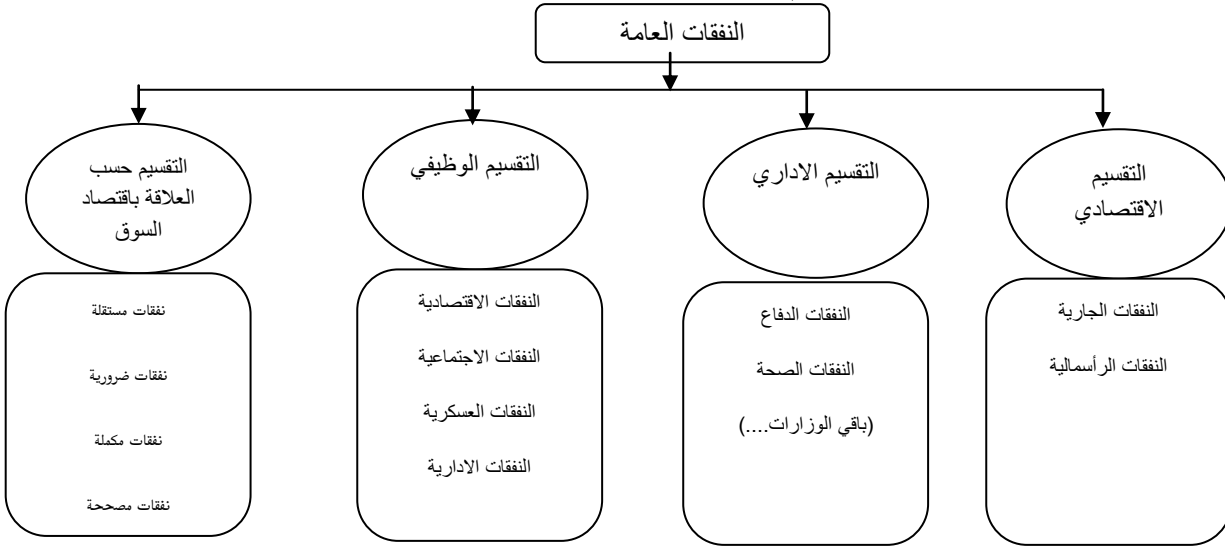 النفقات العامة
التقسيم
الاقتصادي
التقسيم الاداري
التقسيم الوظيفي
التقسيم حسب
العلاقة باقتصاد
السوق
النفقات الجارية
النفقات الرأسمالية
النفقات الدفاع
النفقات الصحة
(باقي الوزارات....)
النفقات الاقتصادية
النفقات الاجتماعية
النفقات العسكرية
النفقات الادارية
نفقات مستقلة
نفقات ضرورية
نفقات مكملة
نفقات مصححة